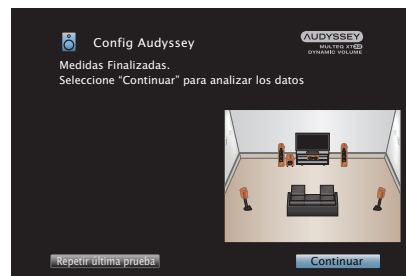 Config Audyssey
AUDYSSEY
MULTEQ XT32
DYNAMIC VOLUME
Medidas Finalizadas.
Seleccione “Continuar” para analizar los datos
Repetir última prueba
Continuar